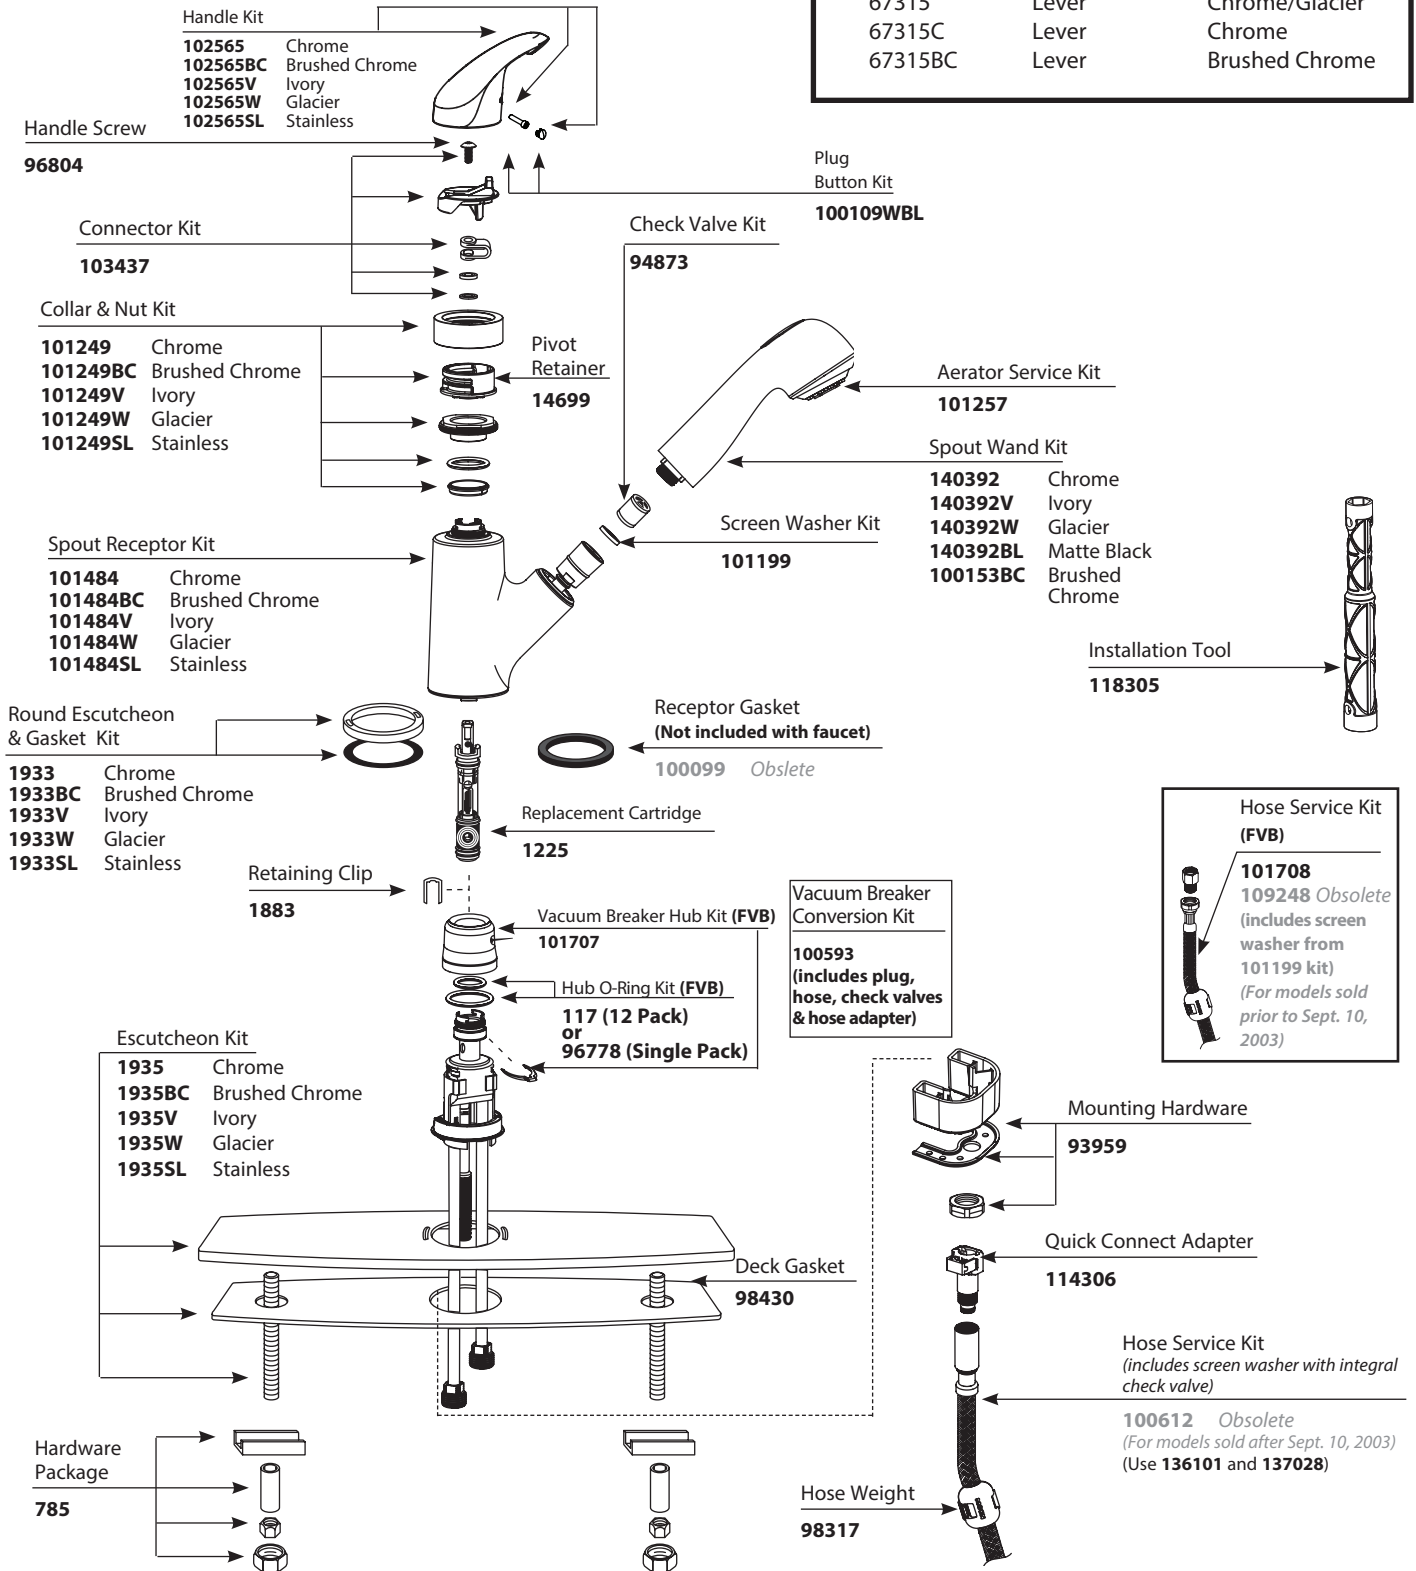 67315 Lever Chrome/Glacier
67315C Lever Chrome
67315BC Lever Brushed Chrome
Handle Kit
102565 Chrome
102565BC Brushed Chrome
102565V Ivory
102565W Glacier
102565SL Stainless
Handle Screw
96804
Plug
Button Kit
100109WBL
Connector Kit
103437
Check Valve Kit
94873
Collar & Nut Kit
101249 Chrome
101249BC Brushed Chrome
101249V Ivory
101249W Glacier
101249SL Stainless
Pivot
Retainer
14699
Aerator Service Kit
101257
Spout Wand Kit
140392 Chrome
140392V Ivory
140392W Glacier
140392BL Matte Black
100153BC Brushed
Chrome
Screen Washer Kit
101199
Spout Receptor Kit
101484 Chrome
101484BC Brushed Chrome
101484V Ivory
101484W Glacier
101484SL Stainless
Installation Tool
118305
Round Escutcheon
& Gasket Kit
1933 Chrome
1933BC Brushed Chrome
1933V Ivory
1933W Glacier
1933SL Stainless
Receptor Gasket
(Not included with faucet)
100099 Obslete
Replacement Cartridge
1225
Retaining Clip
1883
Vacuum Breaker Hub Kit (FVB)
101707
Hub O-Ring Kit (FVB)
117 (12 Pack)
or
96778 (Single Pack)
Vacuum Breaker
Conversion Kit
100593
(includes plug,
hose, check valves
& hose adapter)
Hose Service Kit
(FVB)
101708
109248 Obsolete
(includes screen
washer from
101199 kit)
(For models sold
prior to Sept. 10,
2003)
Escutcheon Kit
1935 Chrome
1935BC Brushed Chrome
1935V Ivory
1935W Glacier
1935SL Stainless
Mounting Hardware
93959
Quick Connect Adapter
114306
Deck Gasket
98430
Hose Service Kit
(includes screen washer with integral
check valve)
100612 Obsolete
(For models sold after Sept. 10, 2003)
(Use 136101 and 137028)
Hardware
Package
785
Hose Weight
98317